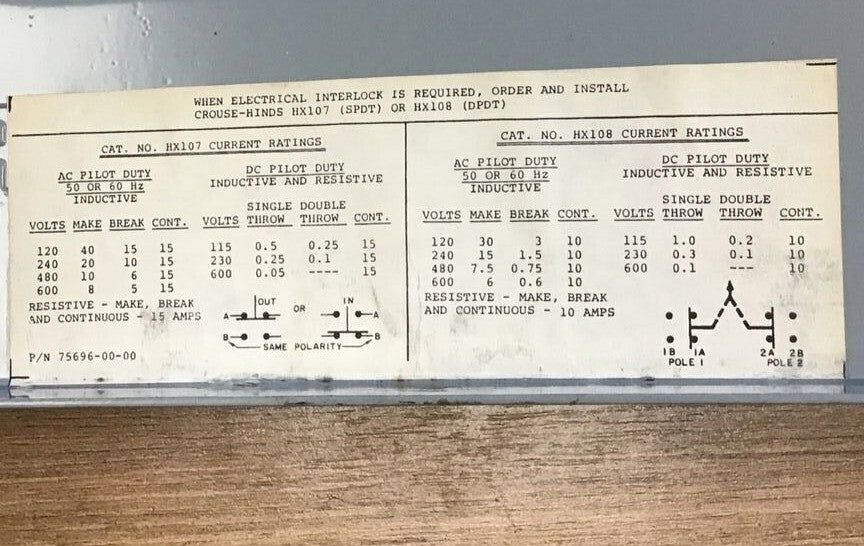 WHEN ELECTRICAL INTERLOCK IS REQUIRED, ORDER AND INSTALL
CROUSE-HINDS HX107 (SPDT) OR HX108 (DPDT)
CAT. NO. HX107 CURRENT RATINGS
AC PILOT DUTY
50 OR 60 Hz
INDUCTIVE
DC PILOT DUTY
INDUCTIVE AND RESISTIVE
SINGLE DOUBLE
VOLTS MAKE BREAK CONT. VOLTS THROW THROW CONT.
120 40 15 15 115 0.5 0.25 15
240 20 10 15 230 0.25 0.1 15
480 10 6 15 600 0.05 ---- 15
600 8 5 15
RESISTIVE - MAKE, BREAK
AND CONTINUOUS - 15 AMPS
OUT OR IN
A A
B B
SAME POLARITY
P/N 75696-00-00
CAT. NO. HX108 CURRENT RATINGS
AC PILOT DUTY
50 OR 60 Hz
INDUCTIVE
DC PILOT DUTY
INDUCTIVE AND RESISTIVE
SINGLE DOUBLE
VOLTS MAKE BREAK CONT. VOLTS THROW THROW CONT.
120 30 3 10 115 1.0 0.2 10
240 15 1.5 10 230 0.3 0.1 10
480 7.5 0.75 10 600 0.1 --- 10
600 6 0.6 10
RESISTIVE - MAKE, BREAK
AND CONTINUOUS - 10 AMPS
1B 1A 2A 2B
POLE 1 POLE 2